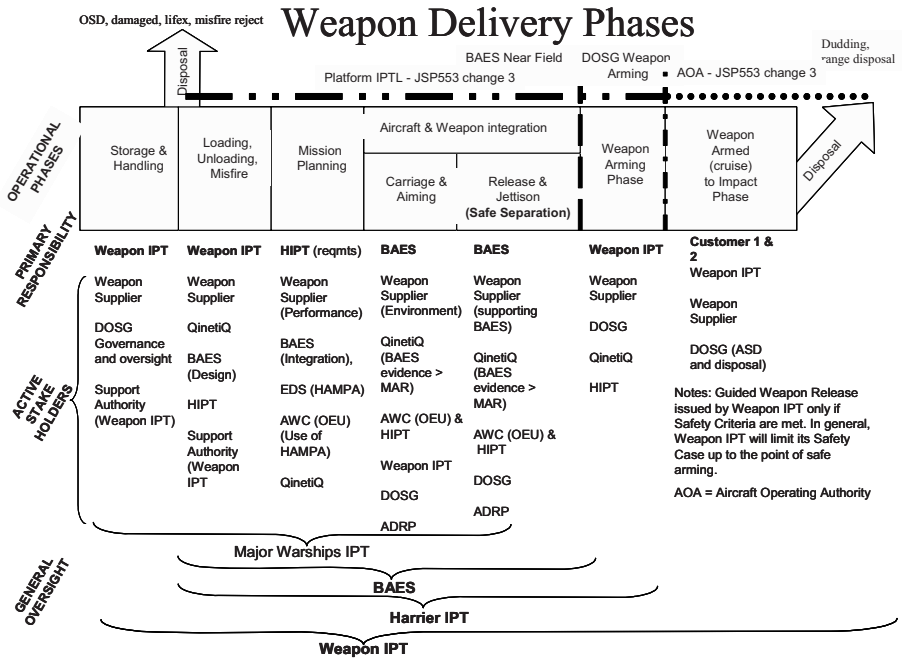 Weapon Delivery Phases
OSD, damaged, lifex, misfire reject
Disposal
Platform IPTL - JSP553 change 3
BAES Near Field
DOSG Weapon
Arming
AOA - JSP553 change 3
Dudding,
range disposal
OPERATIONAL
PHASES
Storage &
Handling
Loading,
Unloading,
Misfire
Mission
Planning
Aircraft & Weapon integration
Carriage &
Aiming
Release &
Jettison
(Safe Separation)
Weapon
Arming
Phase
Weapon
Armed
(cruise)
to Impact
Phase
Disposal
PRIMARY
RESPONSIBILITY
Weapon IPT
Weapon IPT
HIPT (reqmts)
BAES
BAES
Weapon IPT
Customer 1 &
2
ACTIVE
STAKE
HOLDERS
Weapon
Supplier
DOSG
Governance
and oversight
Support
Authority
(Weapon IPT)
Weapon
Supplier
QinetiQ
BAES
(Design)
HIPT
Support
Authority
(Weapon
IPT
Weapon
Supplier
(Performance)
BAES
(Integration),
EDS (HAMPA)
AWC (OEU)
(Use of
HAMPA)
QinetiQ
Weapon
Supplier
(Environment)
QinetiQ
(BAES
evidence >
MAR)
AWC (OEU) &
HIPT
Weapon IPT
DOSG
ADRP
Weapon
Supplier
(supporting
BAES)
QinetiQ
(BAES
evidence >
MAR)
AWC (OEU) &
HIPT
DOSG
ADRP
Weapon
Supplier
DOSG
QinetiQ
HIPT
Weapon IPT
Weapon
Supplier
DOSG (ASD
and disposal)
Notes: Guided Weapon Release
issued by Weapon IPT only if
Safety Criteria are met. In general,
Weapon IPT will limit its Safety
Case up to the point of safe
arming.
AOA = Aircraft Operating Authority
GENERAL
OVERSIGHT
Major Warships IPT
BAES
Harrier IPT
Weapon IPT